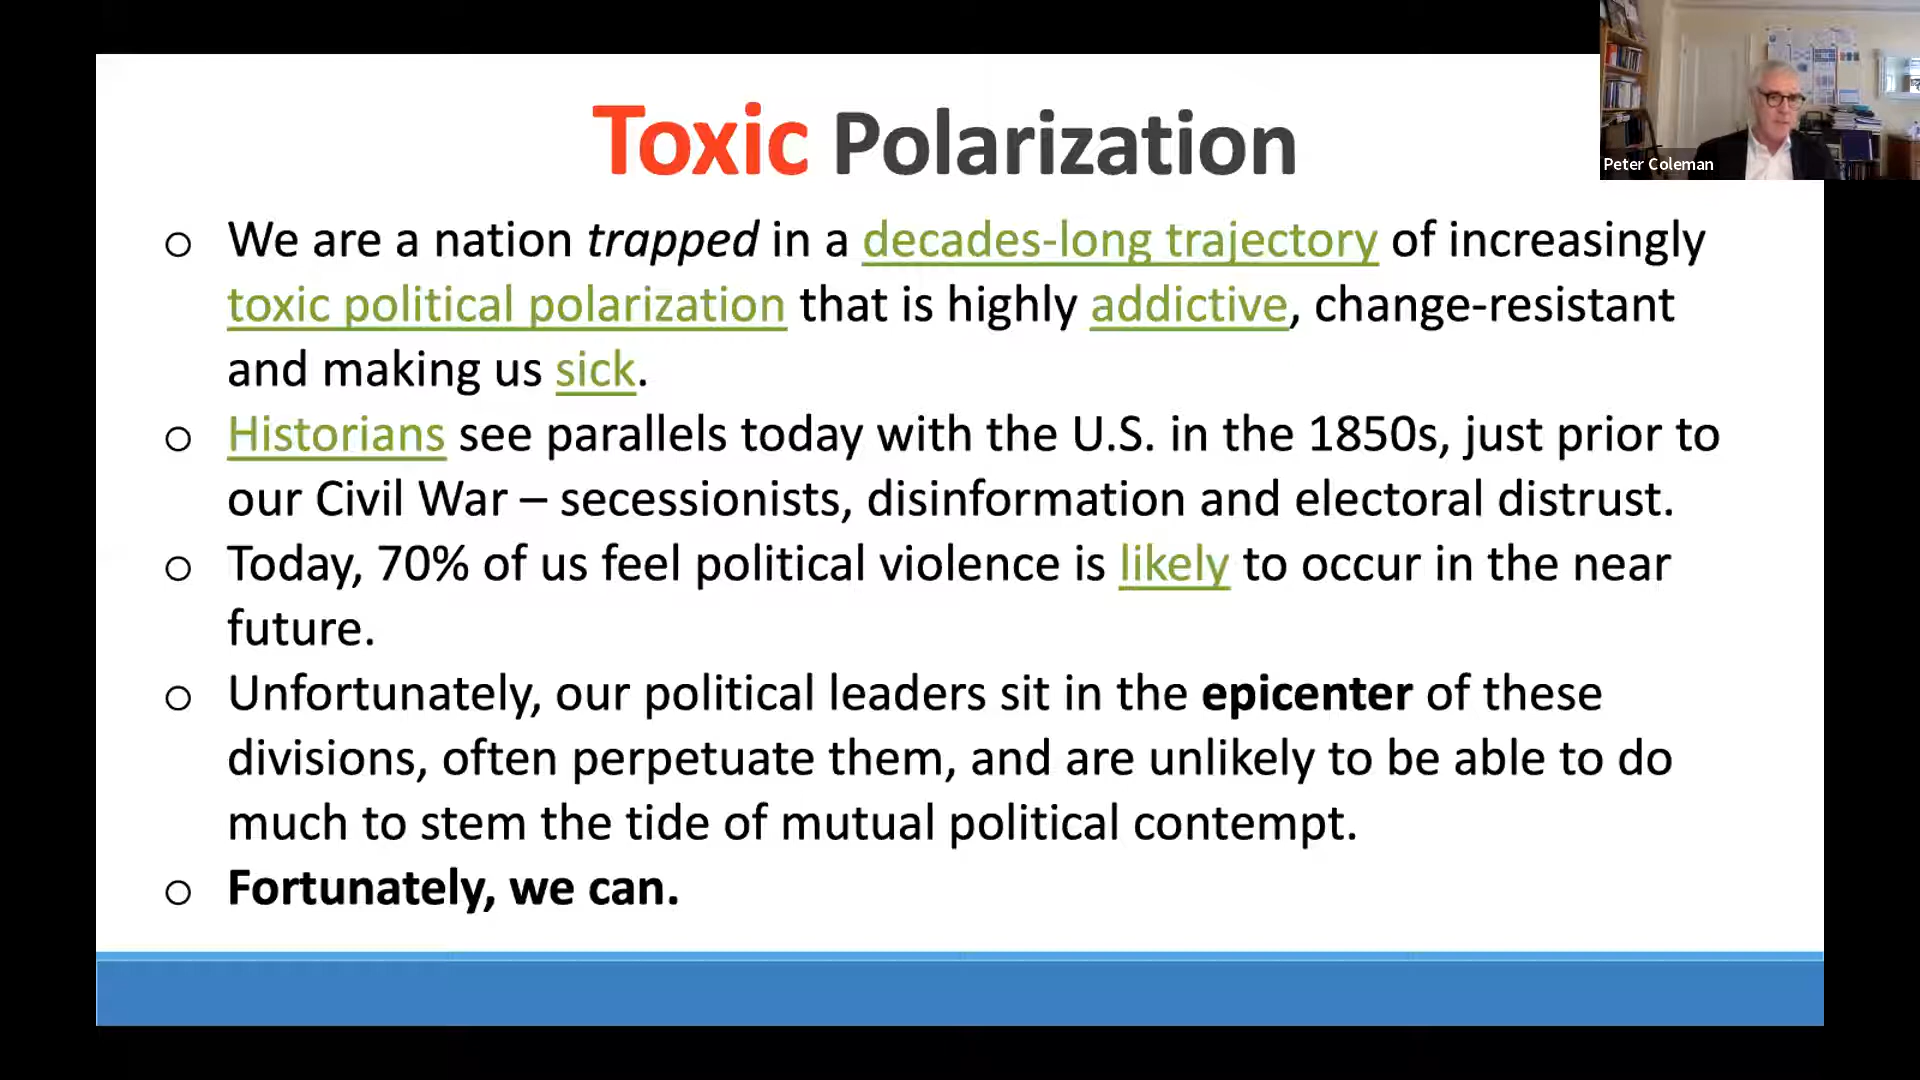 Toxic Polarization
Peter Coleman
○ We are a nation trapped in a decades-long trajectory of increasingly
toxic political polarization that is highly addictive, change-resistant
and making us sick.
○ Historians see parallels today with the U.S. in the 1850s, just prior to
our Civil War – secessionists, disinformation and electoral distrust.
○ Today, 70% of us feel political violence is likely to occur in the near
future.
○ Unfortunately, our political leaders sit in the epicenter of these
divisions, often perpetuate them, and are unlikely to be able to do
much to stem the tide of mutual political contempt.
○ Fortunately, we can.